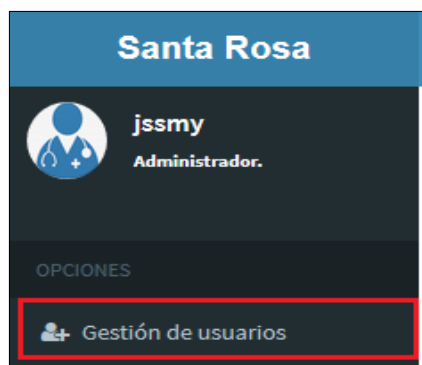 Santa Rosa
jssmy
Administrador.
OPCIONES
Gestión de usuarios